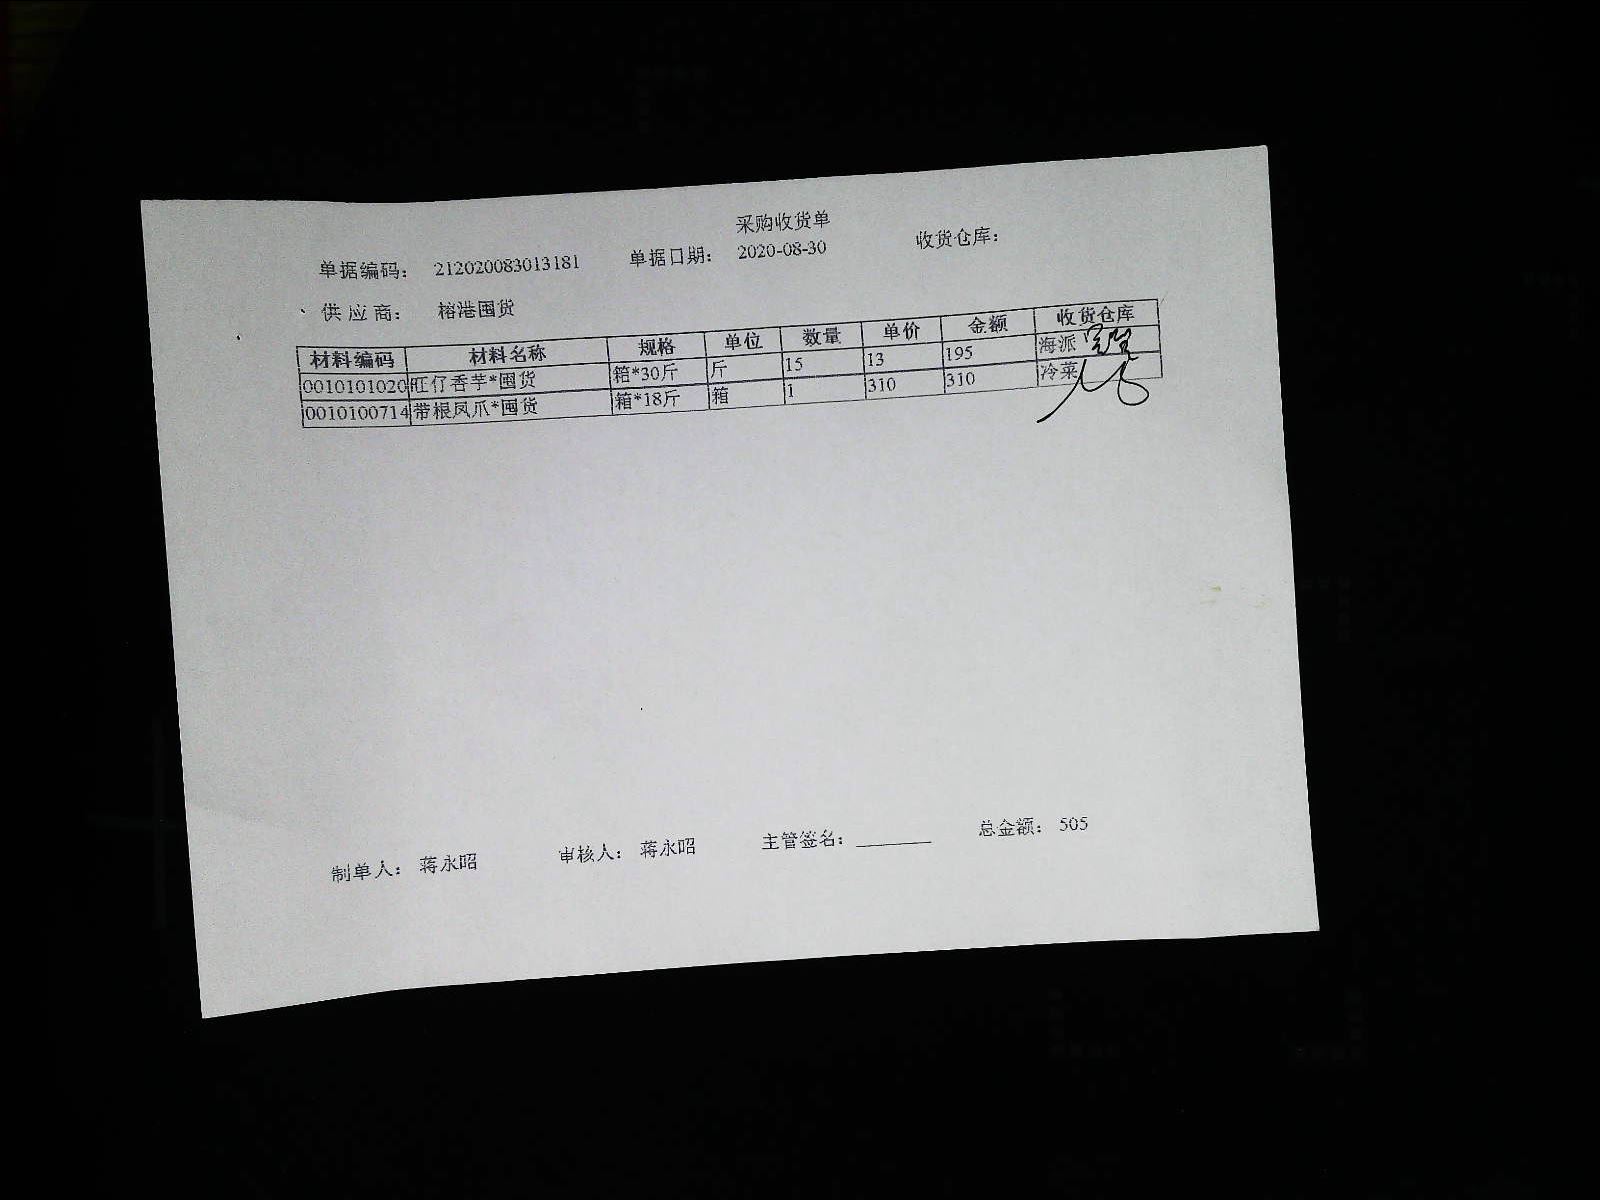 采购收货单
单据编码： 212020083013181 单据日期： 2020-08-30 收货仓库：
供应商： 榕港囤货
材料编码 材料名称 规格 单位 数量 单价 金额 收货仓库
0010101020 旺仔香芋*囤货 箱*30斤 斤 15 13 195 海派
0010100714 带根凤爪*囤货 箱*18斤 箱 1 310 310 冷菜
制单人： 蒋永昭 审核人： 蒋永昭 主管签名： 总金额： 505